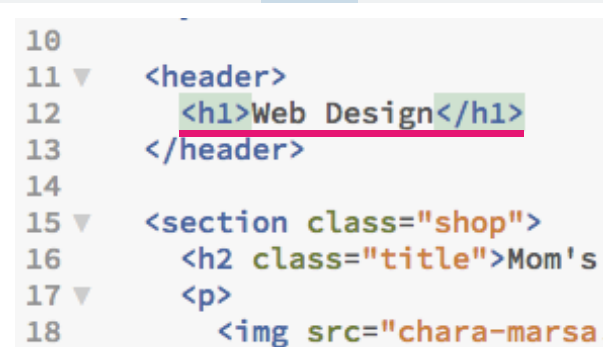 10
11 ▼ <header>
12 <h1>Web Design</h1>
13 </header>
14
15 ▼ <section class="shop">
16 <h2 class="title">Mom's
17 ▼ <p>
18 <img src="chara-marsa